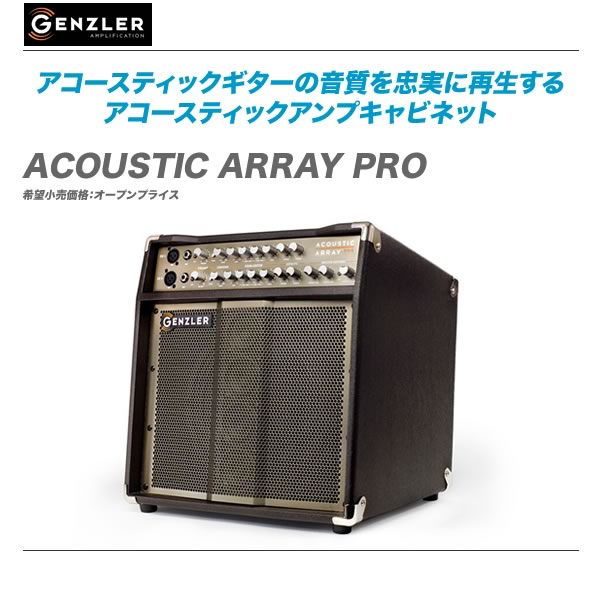 GENZLER
AMPLIFICATION
アコースティックギターの音質を忠実に再生する
アコースティックアンプキャビネット
ACOUSTIC ARRAY PRO
希望小売価格：オープンプライス
ACOUSTIC
ARRAY
GENZLER